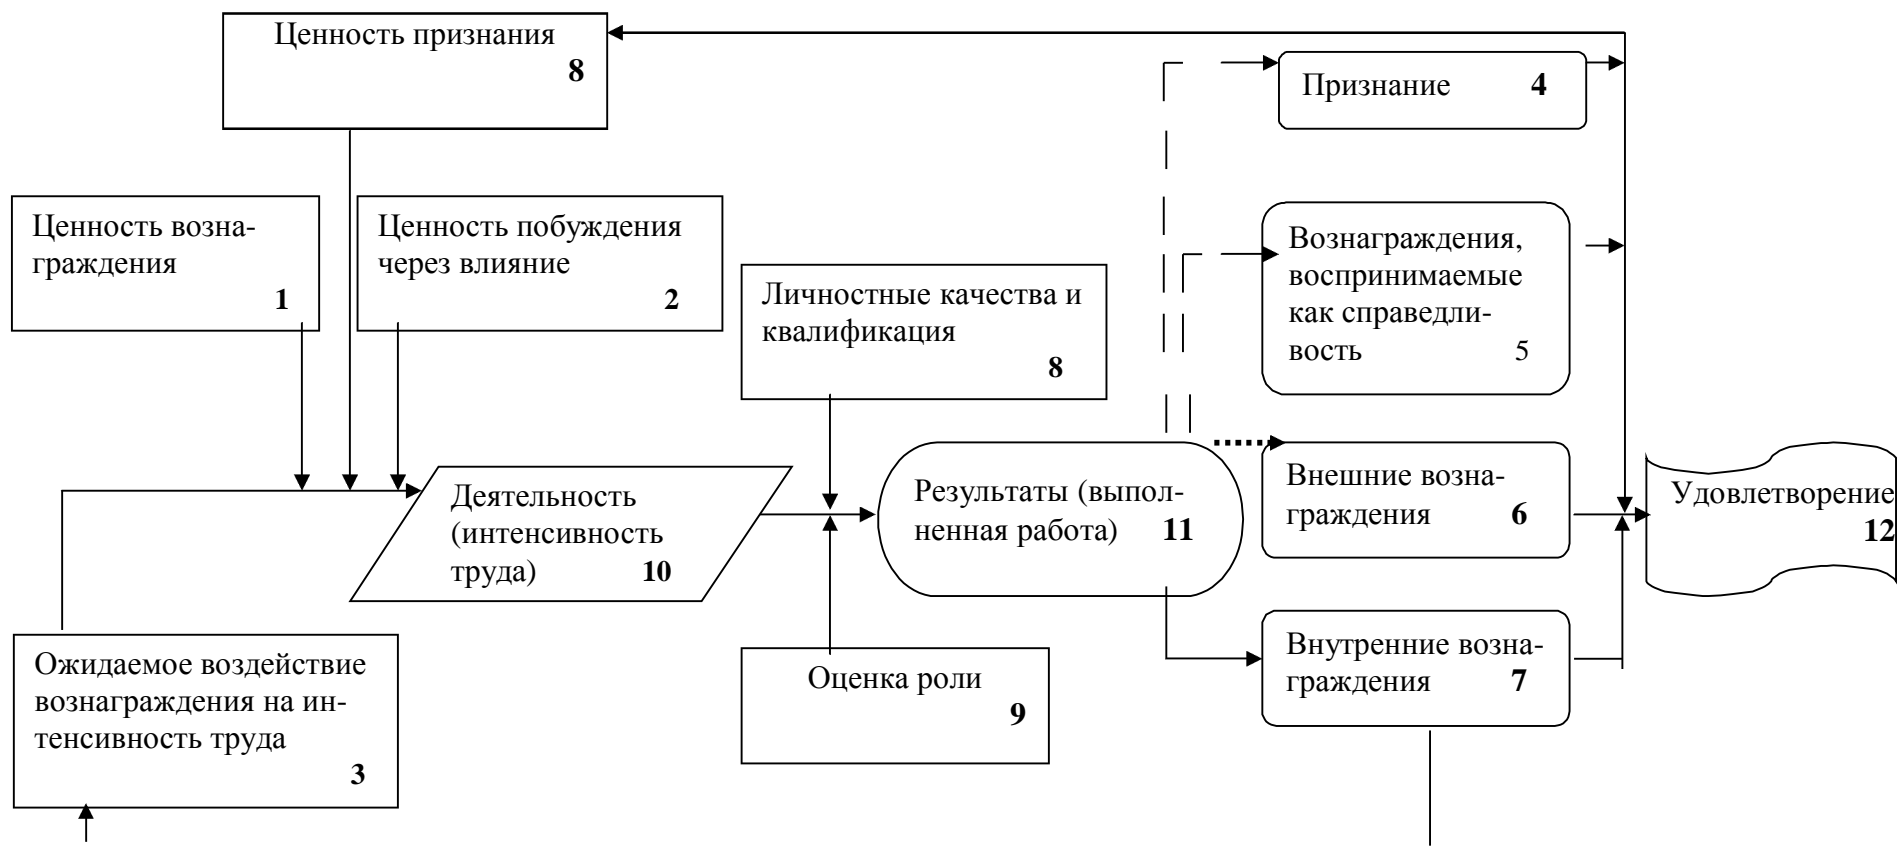 Ценность признания
8
Признание 4
Ценность возна-
граждения
1
Ценность побуждения
через влияние
2
Личностные качества и
квалификация
8
Вознаграждения,
воспринимаемые
как справедли-
вость 5
Деятельность
(интенсивность
труда) 10
Результаты (выпол-
ненная работа) 11
Внешние возна-
граждения 6
Удовлетворение
12
Ожидаемое воздействие
вознаграждения на ин-
тенсивность труда
3
Оценка роли
9
Внутренние возна-
граждения 7